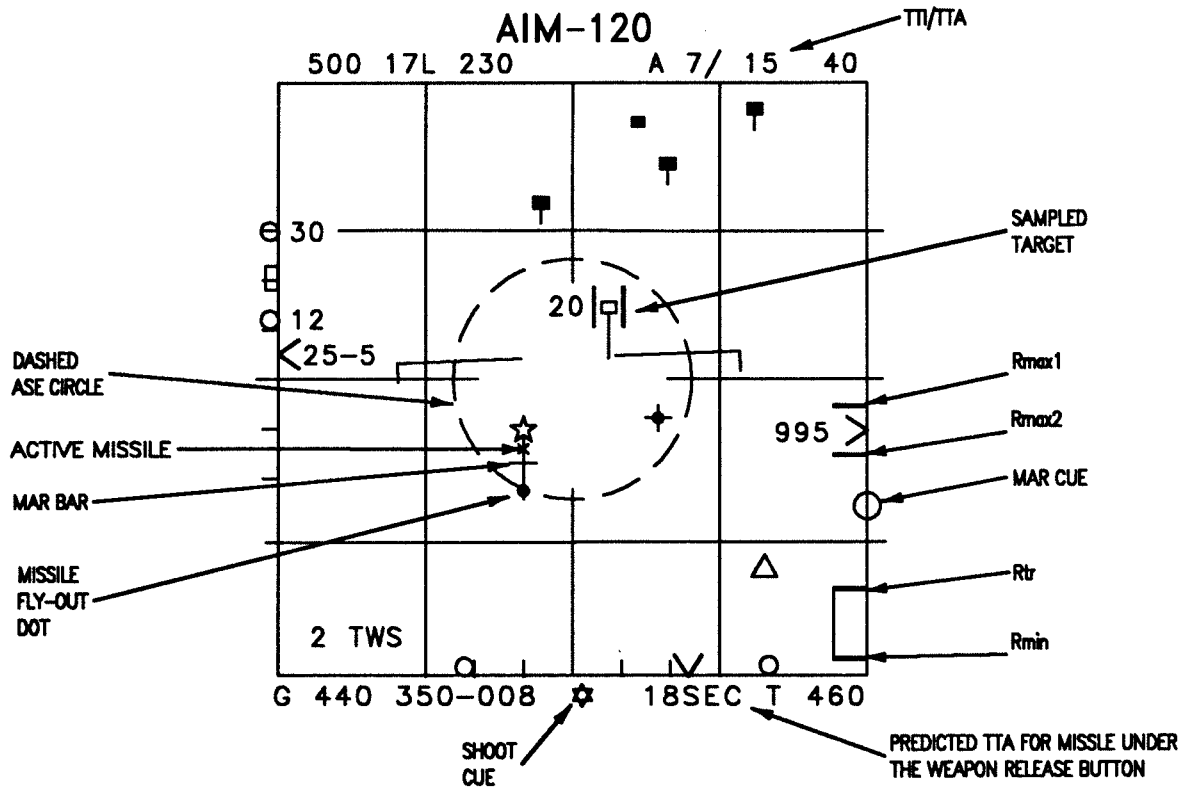 TTI/TTA
AIM-120
500 17L 230 A 7/ 15 40
30
SAMPLED
TARGET
20
12
25-5
DASHED
ASE CIRCLE
Rmax1
995
Rmax2
ACTIVE MISSILE
MAR CUE
MAR BAR
MISSILE
FLY-OUT
DOT
Rtr
2 TWS
Rmin
G 440 350-008 18SEC T 460
SHOOT
CUE
PREDICTED TTA FOR MISSLE UNDER
THE WEAPON RELEASE BUTTON